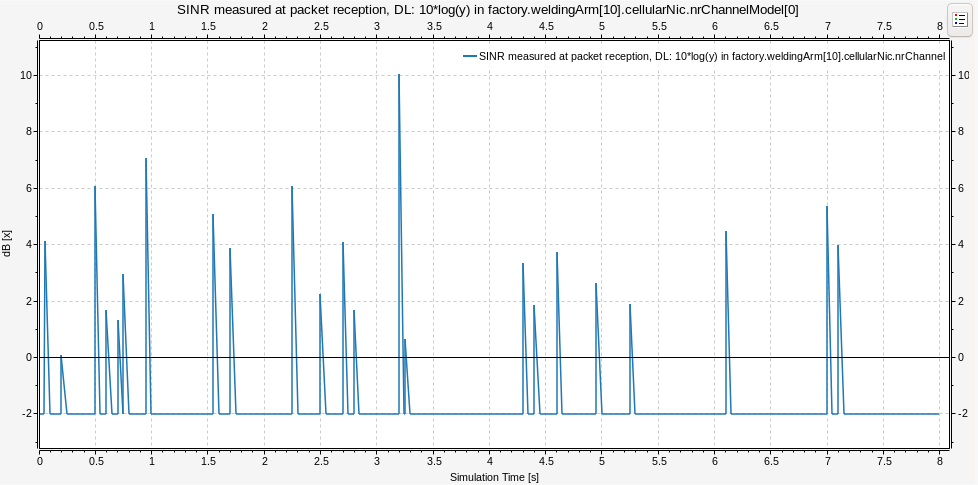 SINR measured at packet reception, DL: 10*log(y) in factory.weldingArm[10].cellularNic.nrChannelModel[0]
0 0.5 1 1.5 2 2.5 3 3.5 4 4.5 5 5.5 6 6.5 7 7.5 8
SINR measured at packet reception, DL: 10*log(y) in factory.weldingArm[10].cellularNic.nrChannel
10 10
8 8
6 6
4 4
dB [x]
2 2
0 0
-2 -2
0 0.5 1 1.5 2 2.5 3 3.5 4 4.5 5 5.5 6 6.5 7 7.5 8
Simulation Time [s]